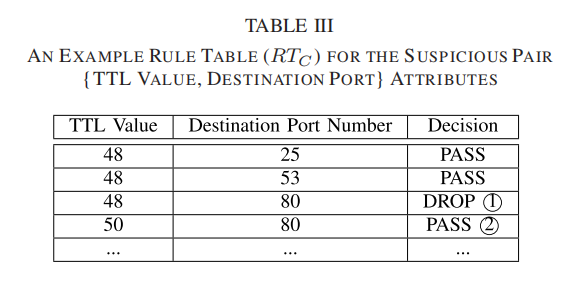 TABLE III
AN EXAMPLE RULE TABLE (RT_C) FOR THE SUSPICIOUS PAIR
{TTL VALUE, DESTINATION PORT} ATTRIBUTES
TTL Value Destination Port Number Decision
48 25 PASS
48 53 PASS
48 80 DROP ①
50 80 PASS ②
... ... ...